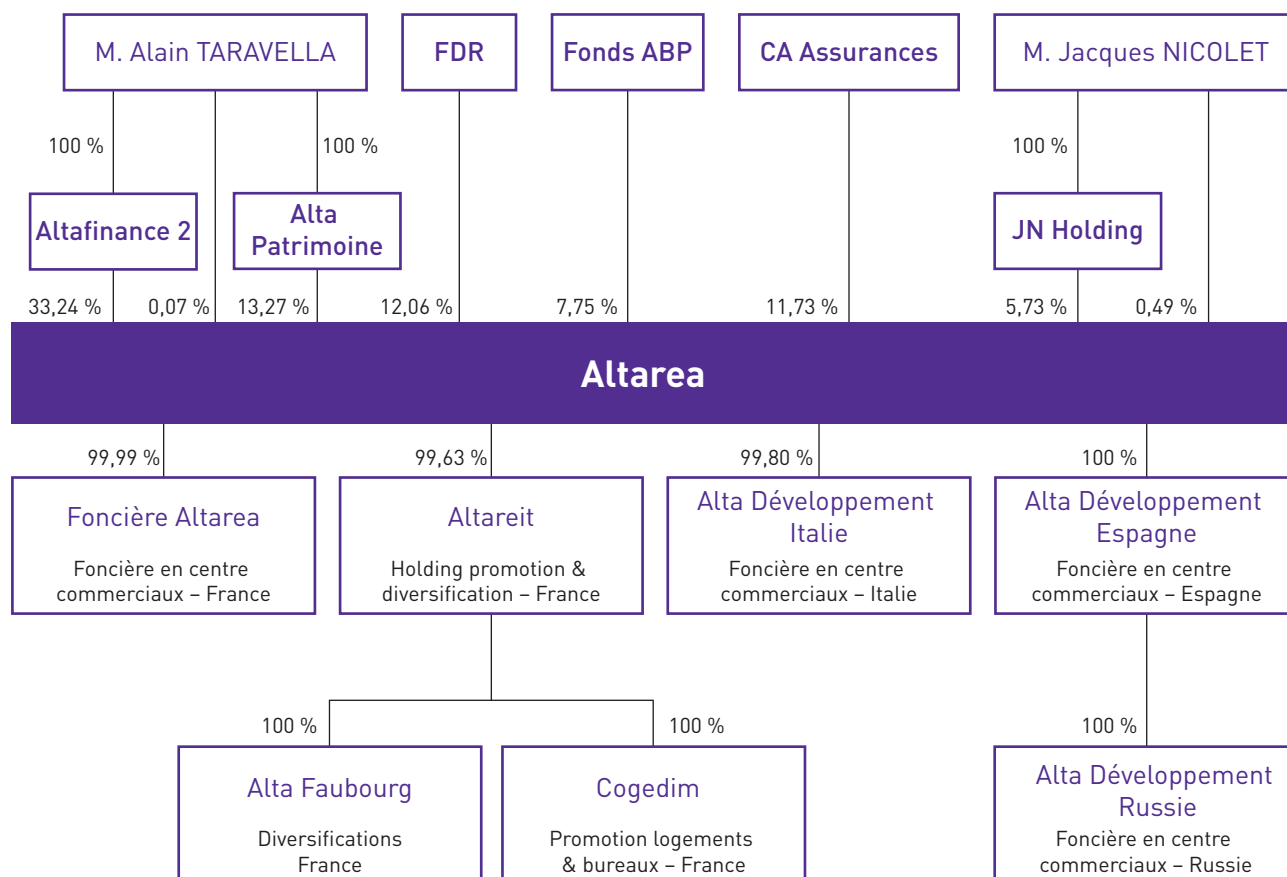 M. Alain TARAVELLA
FDR
Fonds ABP
CA Assurances
M. Jacques NICOLET
100 %
100 %
100 %
Altafinance 2
Alta
Patrimoine
JN Holding
33,24 %
0,07 %
13,27 %
12,06 %
7,75 %
11,73 %
5,73 %
0,49 %
Altarea
99,99 %
99,63 %
99,80 %
100 %
Foncière Altarea
Foncière en centre
commerciaux – France
Altareit
Holding promotion &
diversification – France
Alta Développement
Italie
Foncière en centre
commerciaux – Italie
Alta Développement
Espagne
Foncière en centre
commerciaux – Espagne
100 %
100 %
100 %
Alta Faubourg
Diversifications
France
Cogedim
Promotion logements
& bureaux – France
Alta Développement
Russie
Foncière en centre
commerciaux – Russie